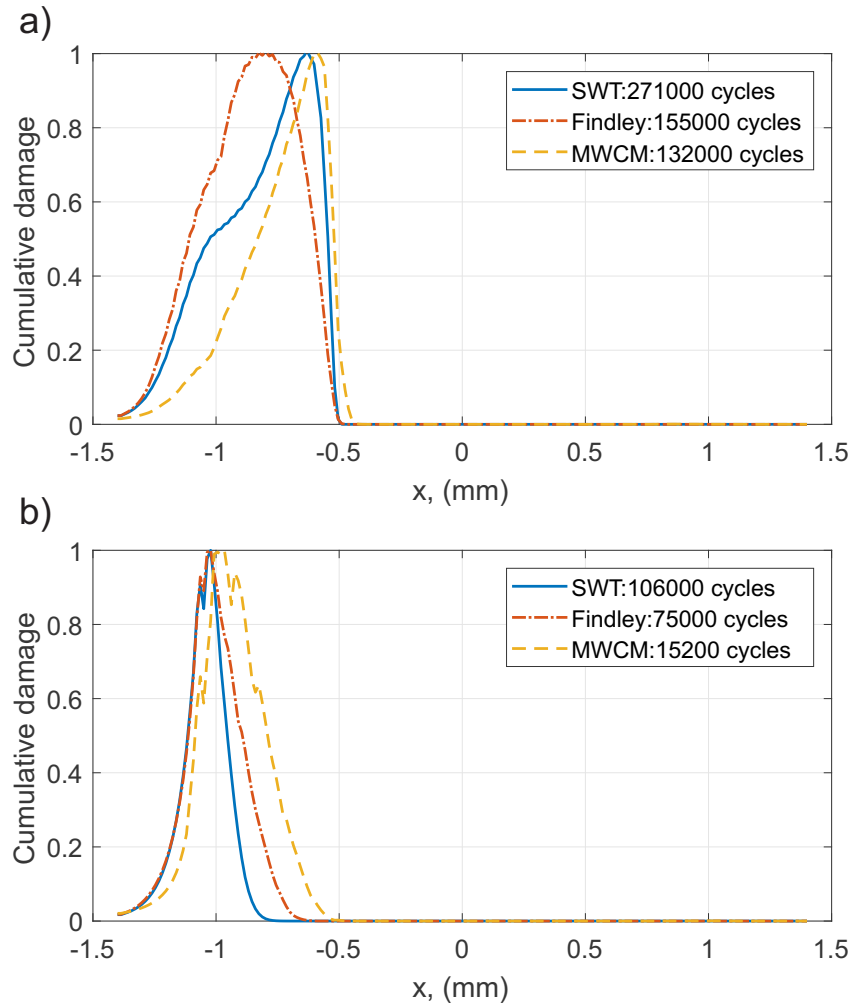 a)
1
0.8
0.6
0.4
0.2
0
Cumulative damage
SWT:271000 cycles
Findley:155000 cycles
MWCM:132000 cycles
-1.5 -1 -0.5 0 0.5 1 1.5
x, (mm)
b)
1
0.8
0.6
0.4
0.2
0
Cumulative damage
SWT:106000 cycles
Findley:75000 cycles
MWCM:15200 cycles
-1.5 -1 -0.5 0 0.5 1 1.5
x, (mm)